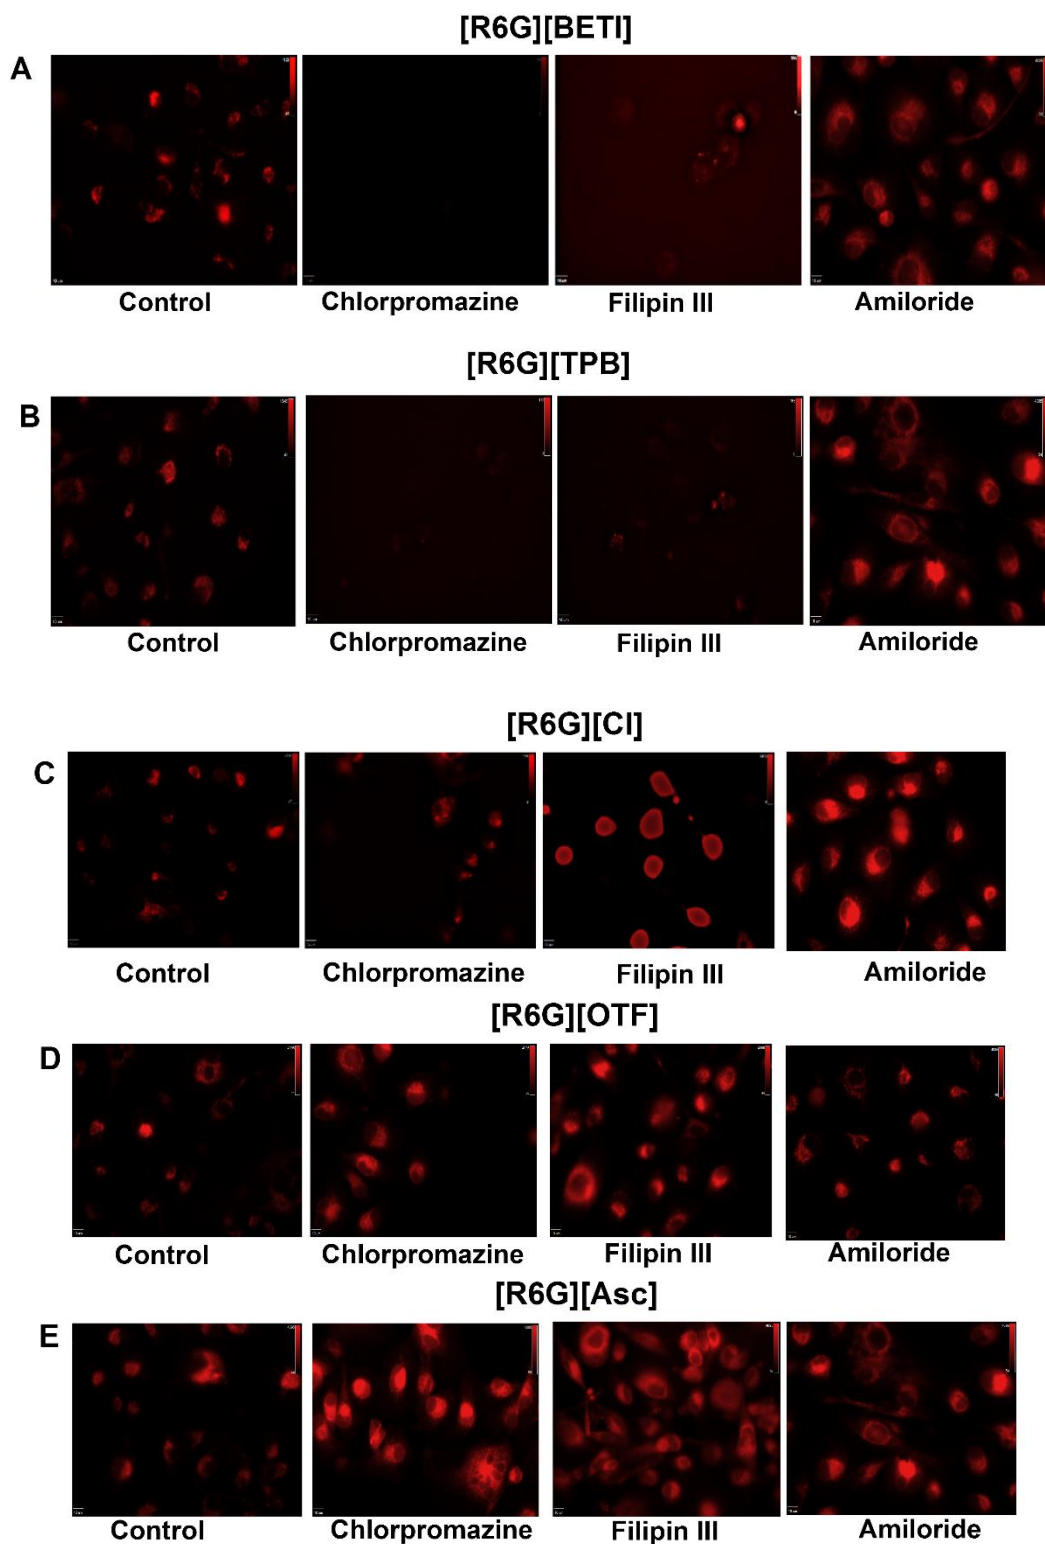 [R6G][BETI]
A
Control Chlorpromazine Filipin III Amiloride
[R6G][TPB]
B
Control Chlorpromazine Filipin III Amiloride
[R6G][Cl]
C
Control Chlorpromazine Filipin III Amiloride
[R6G][OTF]
D
Control Chlorpromazine Filipin III Amiloride
[R6G][Asc]
E
Control Chlorpromazine Filipin III Amiloride